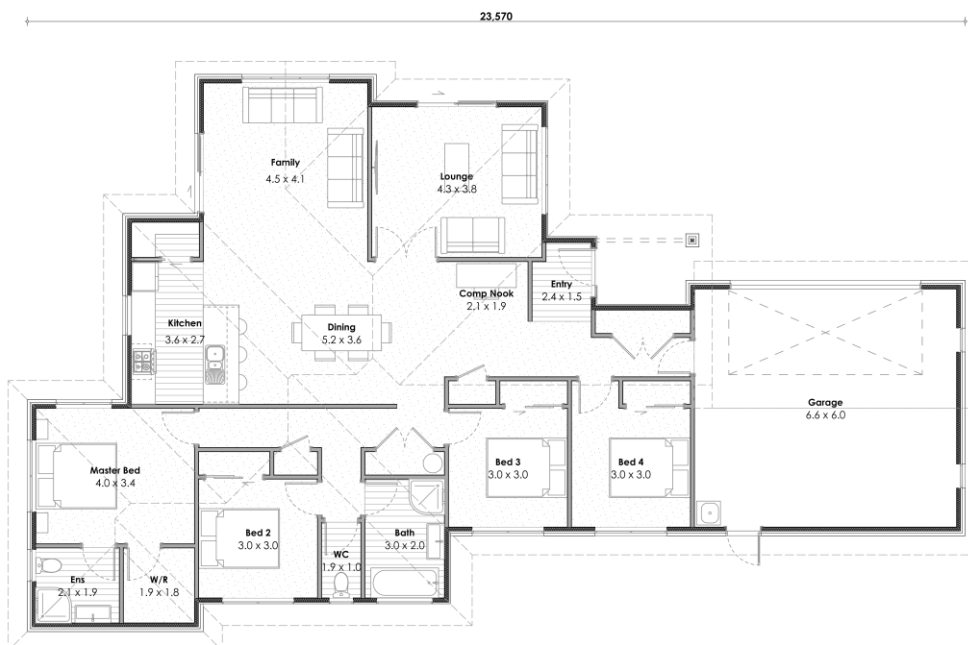 23,570
Family
4.5 x 4.1
Lounge
4.3 x 3.8
Comp Nook
2.1 x 1.9
Entry
2.4 x 1.5
Kitchen
3.6 x 2.7
Dining
5.2 x 3.6
Garage
6.6 x 6.0
Master Bed
4.0 x 3.4
Bed 3
3.0 x 3.0
Bed 4
3.0 x 3.0
Bed 2
3.0 x 3.0
WC
1.9 x 1.0
Bath
3.0 x 2.0
Ens
2.1 x 1.9
W/R
1.9 x 1.8